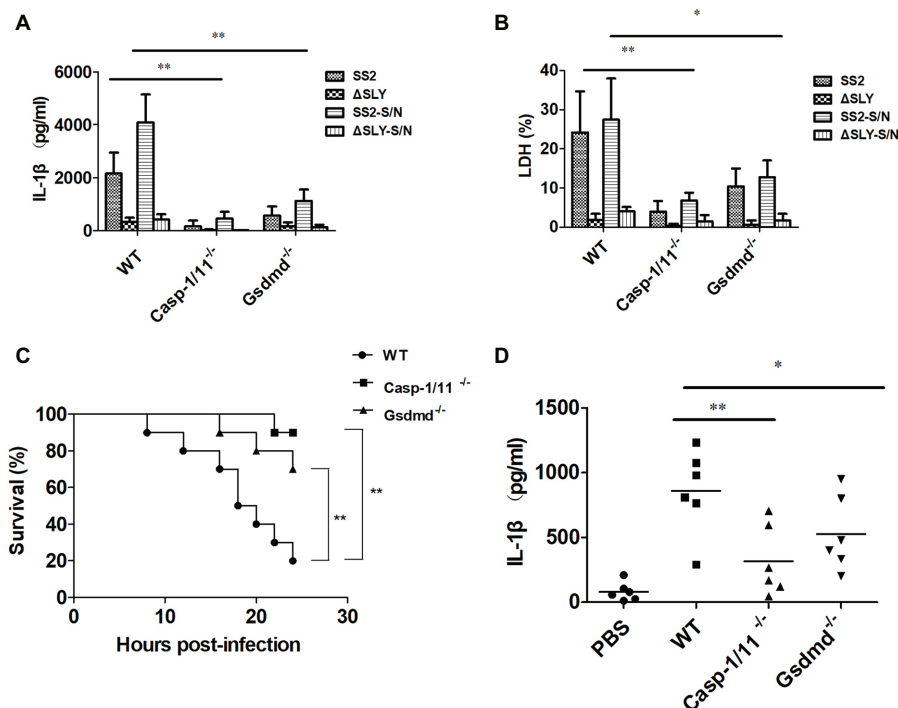 A
**
**
6000
4000
2000
0
IL-1β （pg/ml)
WT
Casp-1/11-/-
Gsdmd-/-
SS2
ΔSLY
SS2-S/N
ΔSLY-S/N
B
*
**
40
30
20
10
0
LDH (%)
WT
Casp-1/11-/-
Gsdmd-/-
SS2
ΔSLY
SS2-S/N
ΔSLY-S/N
C
WT
Casp-1/11 -/-
Gsdmd-/-
100
80
60
40
20
0
10
20
30
Survival (%)
Hours post-infection
**
**
D
*
**
1500
1000
500
0
IL-1β （pg/ml)
PBS
WT
Casp-1/11-/-
Gsdmd-/-